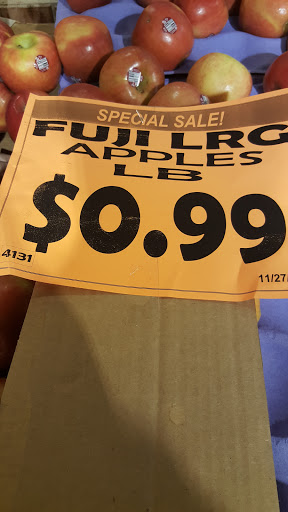 SPECIAL SALE!
FUJI LRG
APPLES
LB
$0.99
4131
11/27/